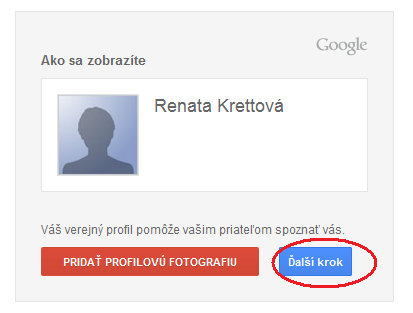 Google
Ako sa zobrazíte
Renata Krettová
Váš verejný profil pomôže vašim priateľom spoznať vás.
PRIDAŤ PROFILOVÚ FOTOGRAFIU
Ďalší krok